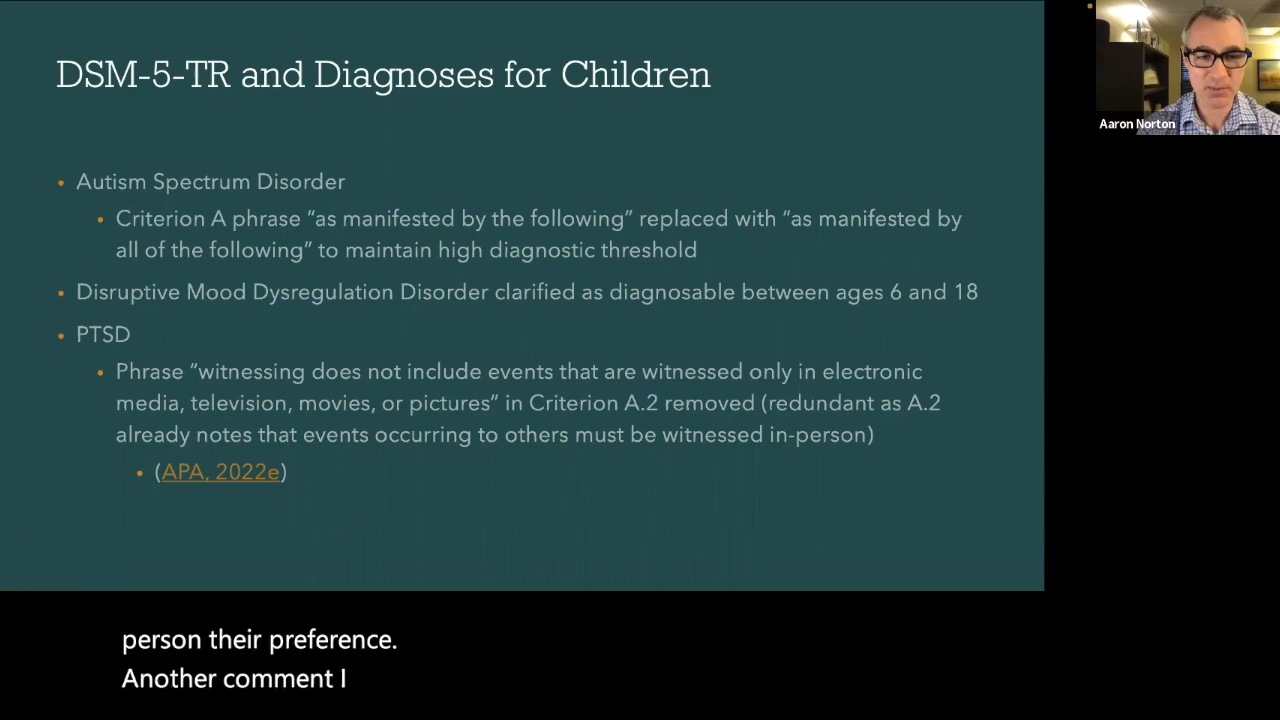 DSM-5-TR and Diagnoses for Children
Aaron Norton
• Autism Spectrum Disorder
• Criterion A phrase “as manifested by the following” replaced with “as manifested by
all of the following” to maintain high diagnostic threshold
• Disruptive Mood Dysregulation Disorder clarified as diagnosable between ages 6 and 18
• PTSD
• Phrase “witnessing does not include events that are witnessed only in electronic
media, television, movies, or pictures” in Criterion A.2 removed (redundant as A.2
already notes that events occurring to others must be witnessed in-person)
• (APA, 2022e)
person their preference.
Another comment I